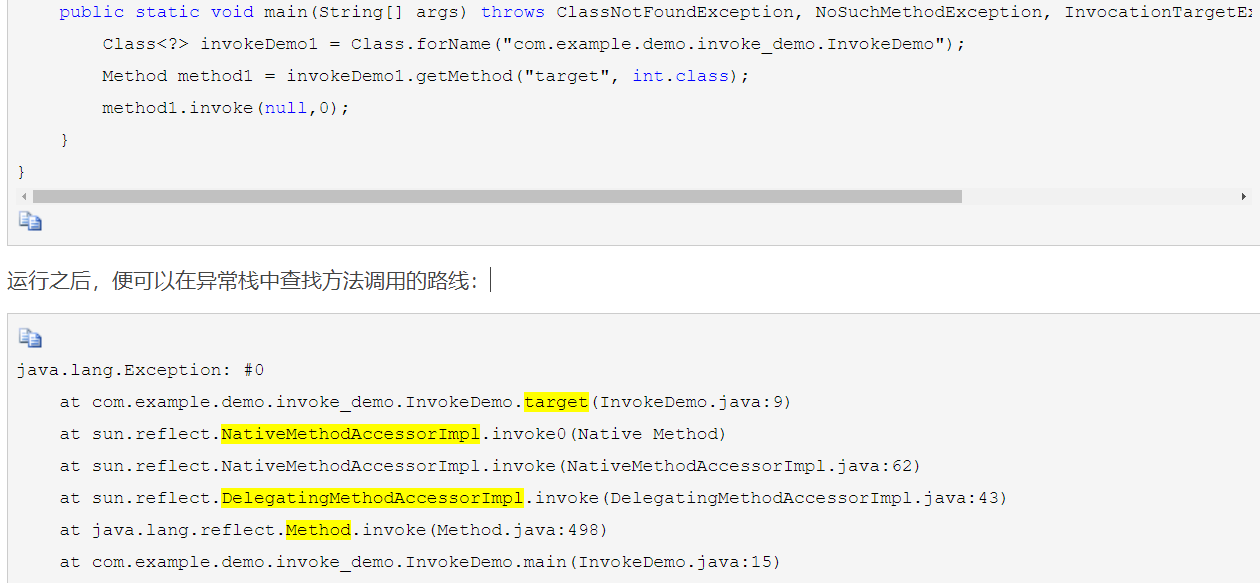 public static void main(String[] args) throws ClassNotFoundException, NoSuchMethodException, InvocationTargetEx
Class<?> invokeDemo1 = Class.forName("com.example.demo.invoke_demo.InvokeDemo");
Method method1 = invokeDemo1.getMethod("target", int.class);
method1.invoke(null,0);
}
}
运行之后，便可以在异常栈中查找方法调用的路线：
java.lang.Exception: #0
at com.example.demo.invoke_demo.InvokeDemo.target(InvokeDemo.java:9)
at sun.reflect.NativeMethodAccessorImpl.invoke0(Native Method)
at sun.reflect.NativeMethodAccessorImpl.invoke(NativeMethodAccessorImpl.java:62)
at sun.reflect.DelegatingMethodAccessorImpl.invoke(DelegatingMethodAccessorImpl.java:43)
at java.lang.reflect.Method.invoke(Method.java:498)
at com.example.demo.invoke_demo.InvokeDemo.main(InvokeDemo.java:15)